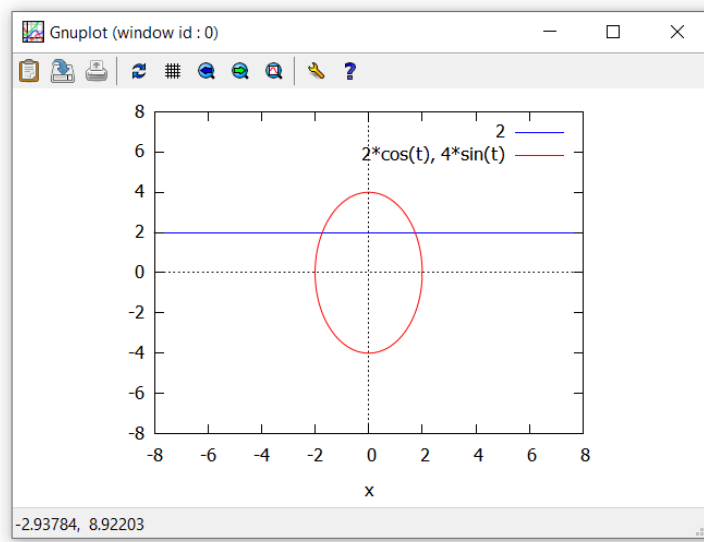 Gnuplot (window id : 0)
8
6
4
2
0
-2
-4
-6
-8
2
2*cos(t), 4*sin(t)
-8 -6 -4 -2 0 2 4 6 8
x
-2.93784, 8.92203